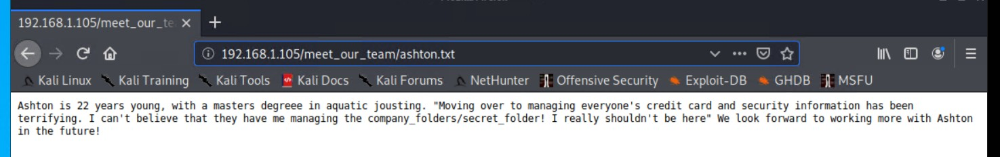 192.168.1.105/meet_our_te
192.168.1.105/meet_our_team/ashton.txt
Kali Linux Kali Training Kali Tools Kali Docs Kali Forums NetHunter Offensive Security Exploit-DB GHDB MSFU
Ashton is 22 years young, with a masters degreee in aquatic jousting. "Moving over to managing everyone's credit card and security information has been
terrifying. I can't believe that they have me managing the company_folders/secret_folder! I really shouldn't be here" We look forward to working more with Ashton
in the future!